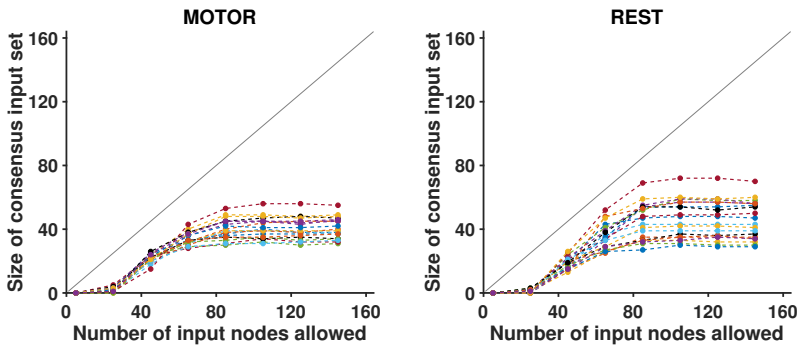 MOTOR
Size of consensus input set
160
120
80
40
0
0 40 80 120 160
Number of input nodes allowed
REST
Size of consensus input set
160
120
80
40
0
0 40 80 120 160
Number of input nodes allowed